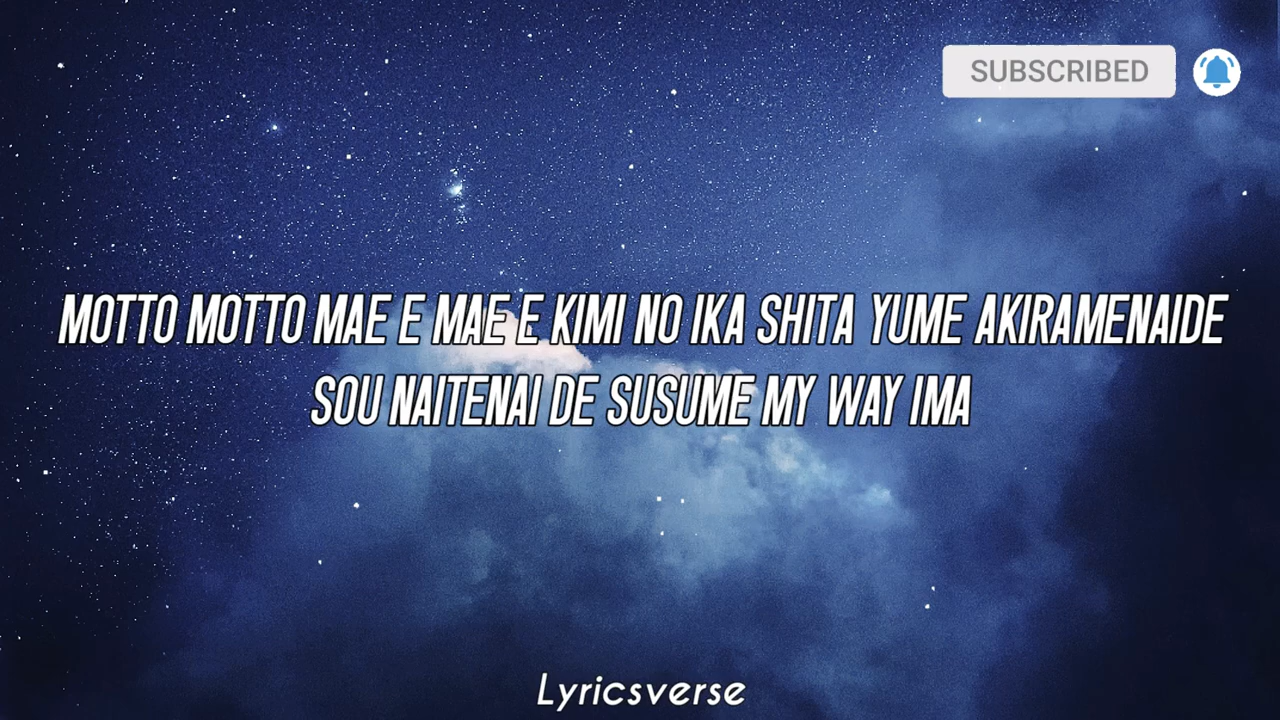 SUBSCRIBED
MOTTO MOTTO MAE E MAE E KIMI NO IKA SHITA YUME AKIRAMENAIDE
SOU NAITENAI DE SUSUME MY WAY IMA
Lyricsverse